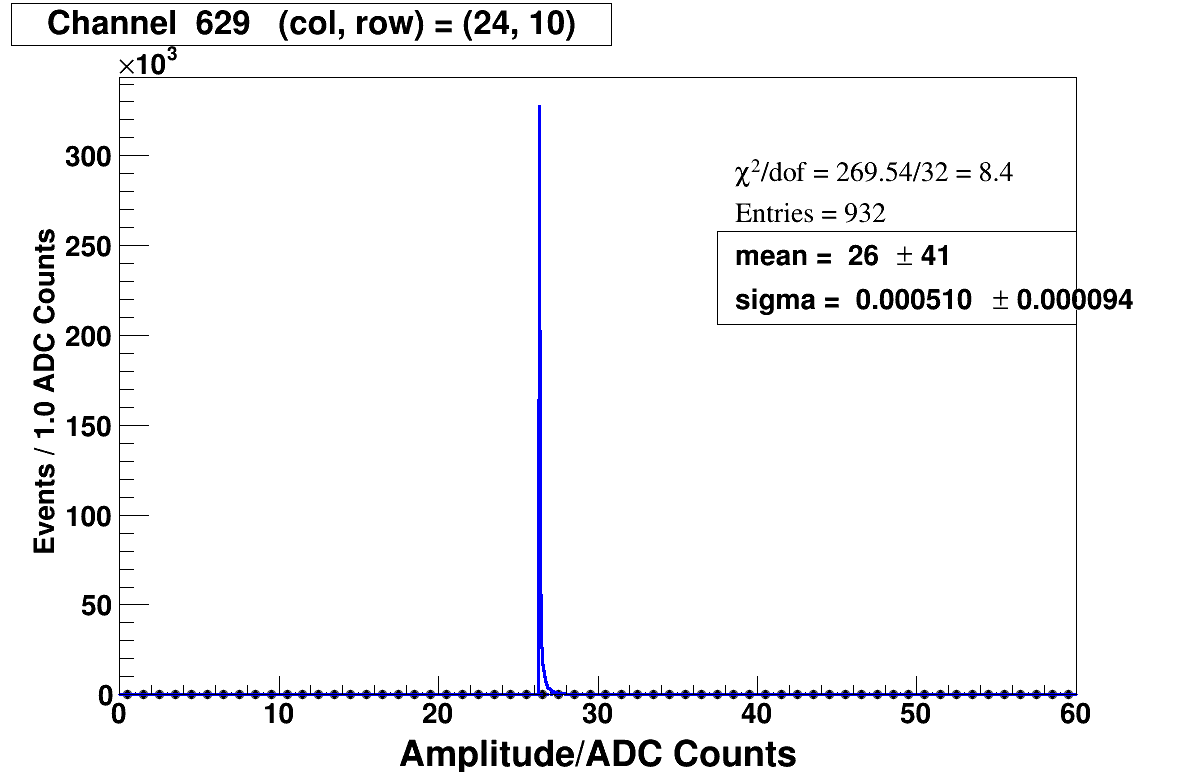 Channel 629 (col, row) = (24, 10)
×10³
χ²/dof = 269.54/32 = 8.4
Entries = 932
mean = 26 ± 41
sigma = 0.000510 ± 0.000094
Events / 1.0 ADC Counts
300
250
200
150
100
50
0
0 10 20 30 40 50 60
Amplitude/ADC Counts